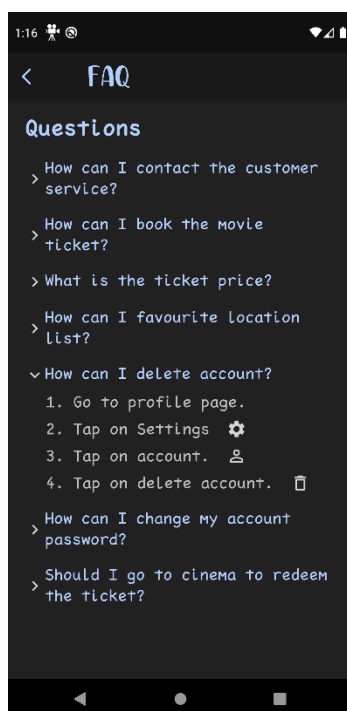 1:16
FAQ
Questions
How can I contact the customer
service?
How can I book the movie
ticket?
What is the ticket price?
How can I favourite location
list?
How can I delete account?
1. Go to profile page.
2. Tap on Settings
3. Tap on account.
4. Tap on delete account.
How can I change my account
password?
Should I go to cinema to redeem
the ticket?